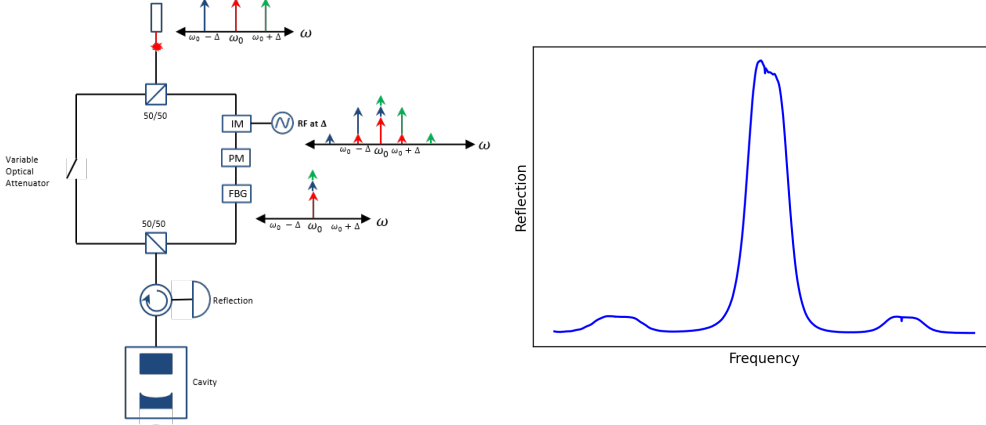 ω₀ − Δ ω₀ ω₀ + Δ ω
50/50
IM
RF at Δ
ω₀ − Δ ω₀ ω₀ + Δ ω
PM
Variable
Optical
Attenuator
FBG
ω₀ − Δ ω₀ ω₀ + Δ ω
50/50
Reflection
Cavity
Reflection
Frequency